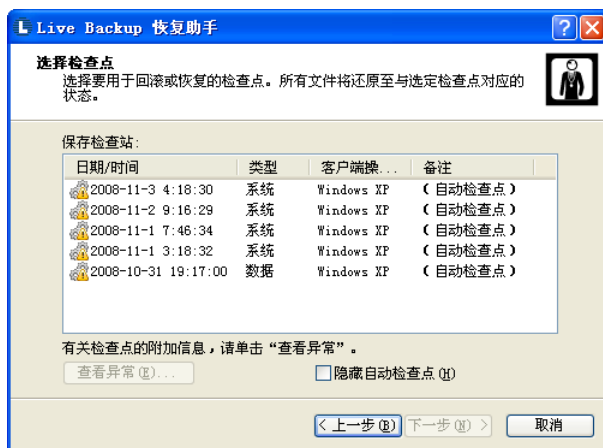 Live Backup 恢复助手
选择检查点
选择要用于回滚或恢复的检查点。所有文件将还原至与选定检查点对应的
状态。
保存检查站:
日期/时间 类型 客户端操... 备注
2008-11-3 4:18:30 系统 Windows XP (自动检查点)
2008-11-2 9:16:29 系统 Windows XP (自动检查点)
2008-11-1 7:46:34 系统 Windows XP (自动检查点)
2008-11-1 3:18:32 系统 Windows XP (自动检查点)
2008-10-31 19:17:00 数据 Windows XP (自动检查点)
有关检查点的附加信息，请单击“查看异常”。
查看异常(E)... 隐藏自动检查点(H)
< 上一步(B) 下一步(N) > 取消